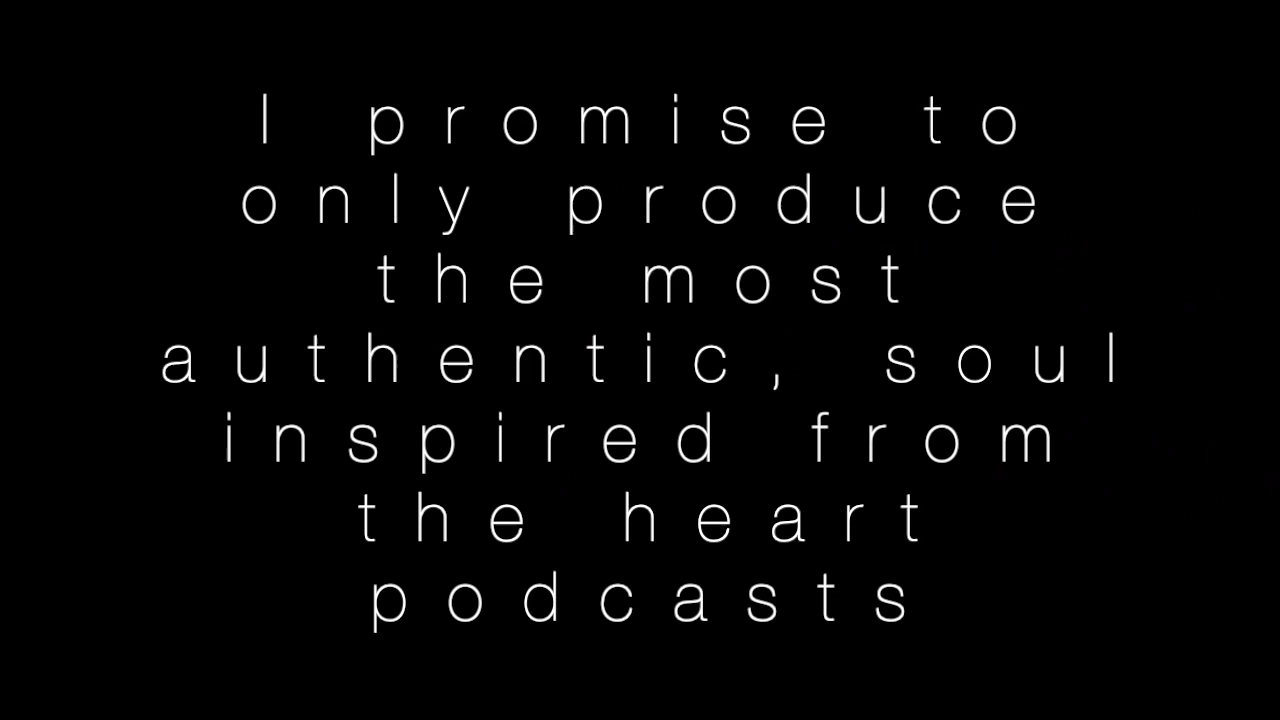 I promise to
only produce
the most
authentic, soul
inspired from
the heart
podcasts